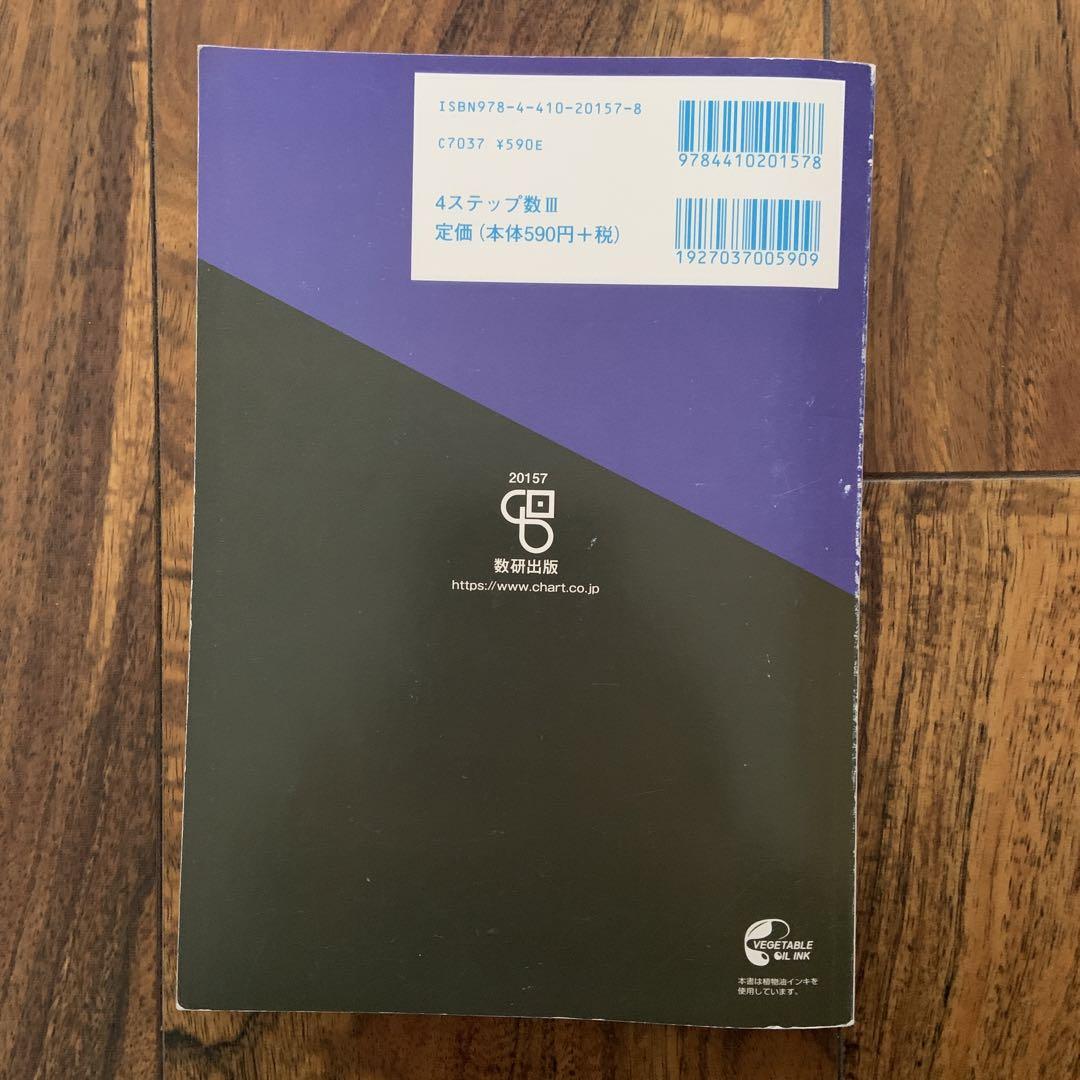 ISBN978-4-410-20157-8
C7037 ¥590E
9784410201578
4ステップ数Ⅲ
定価(本体590円+税)
1927037005909
20157
数研出版
https://www.chart.co.jp
VEGETABLE
OIL INK
本書は植物油インキを
使用しています。